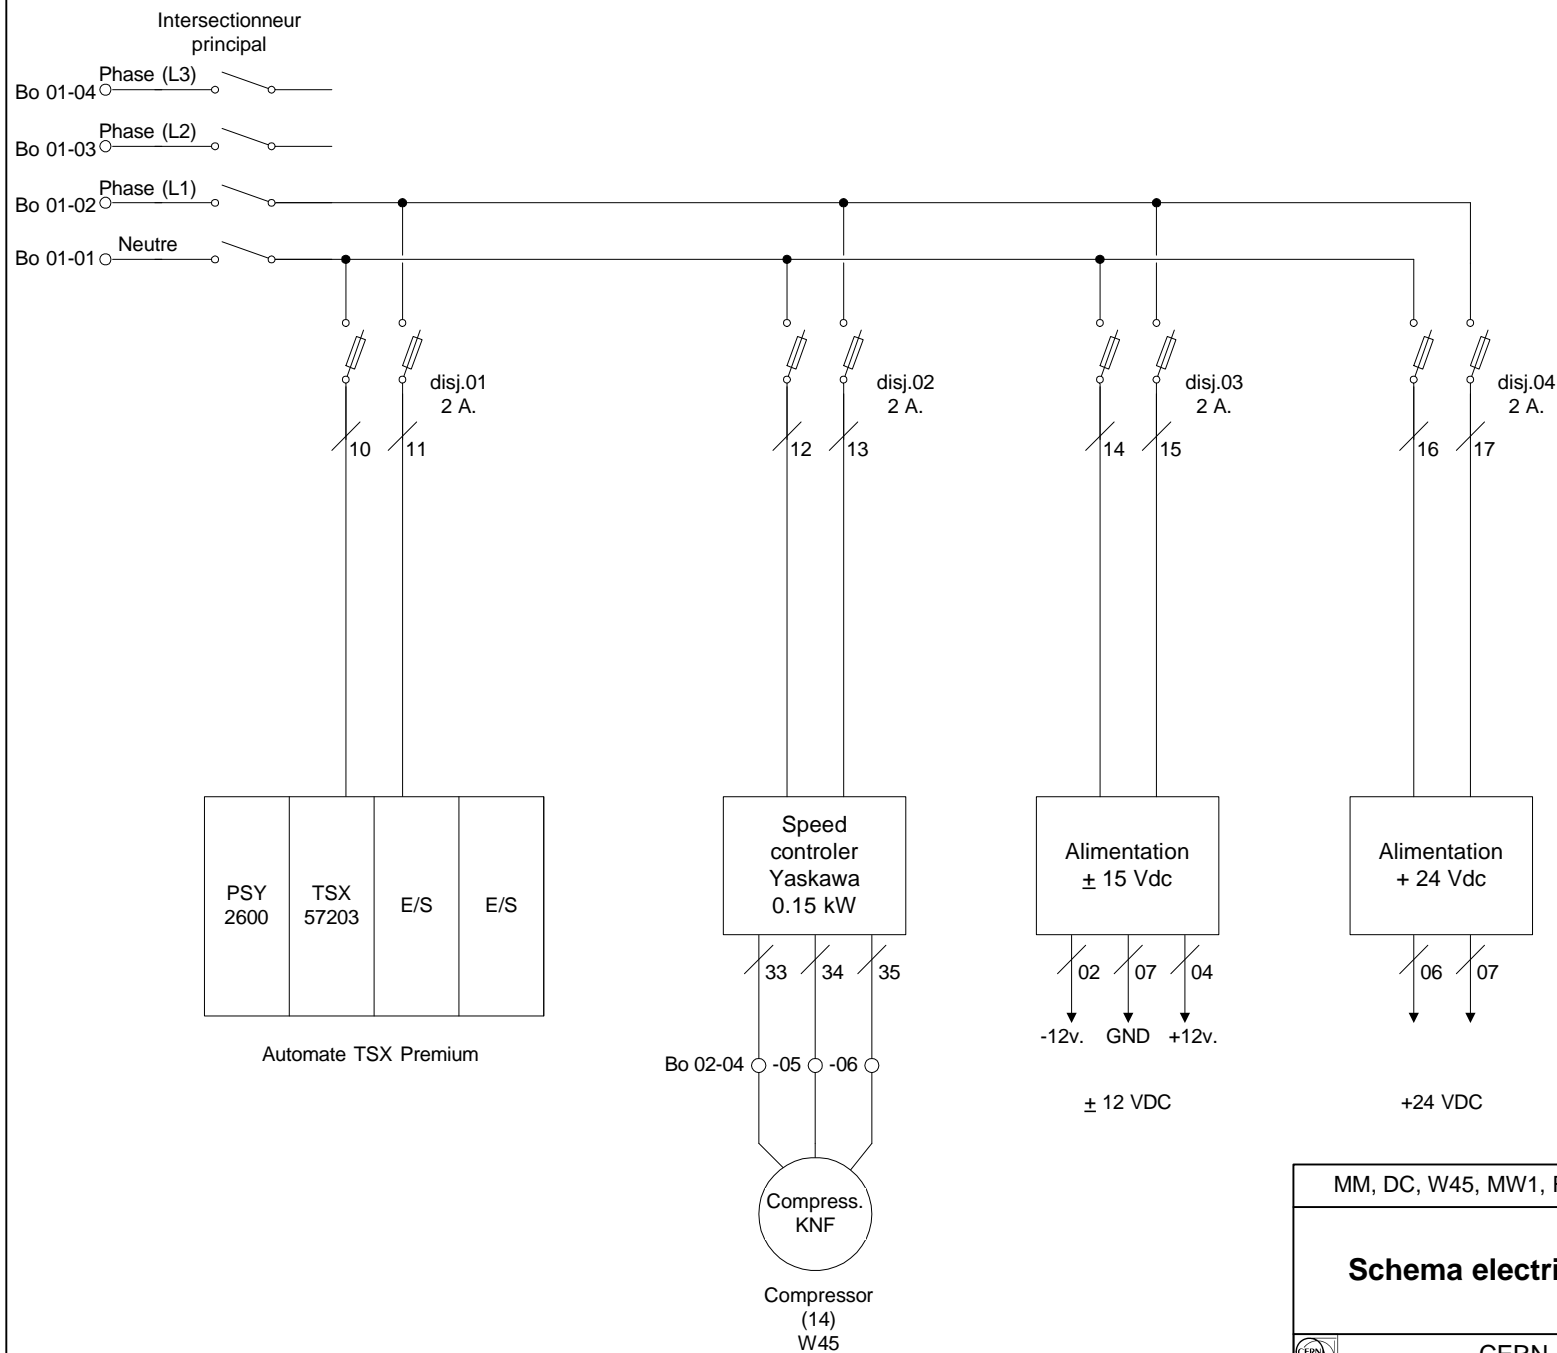 Intersectionneur
principal
Phase (L3)
Bo 01-04
Phase (L2)
Bo 01-03
Phase (L1)
Bo 01-02
Neutre
Bo 01-01
disj.01
2 A.
disj.02
2 A.
disj.03
2 A.
disj.04
2 A.
10 11 12 13 14 15 16 17
PSY
2600
TSX
57203
E/S
E/S
Automate TSX Premium
Speed
controler
Yaskawa
0.15 kW
Alimentation
± 15 Vdc
Alimentation
+ 24 Vdc
33 34 35 02 07 04 06 07
-12v. GND +12v.
Bo 02-04 -05 -06
± 12 VDC
+24 VDC
Compress.
KNF
Compressor
(14)
W45
MM, DC, W45, MW1,
Schema
CERN